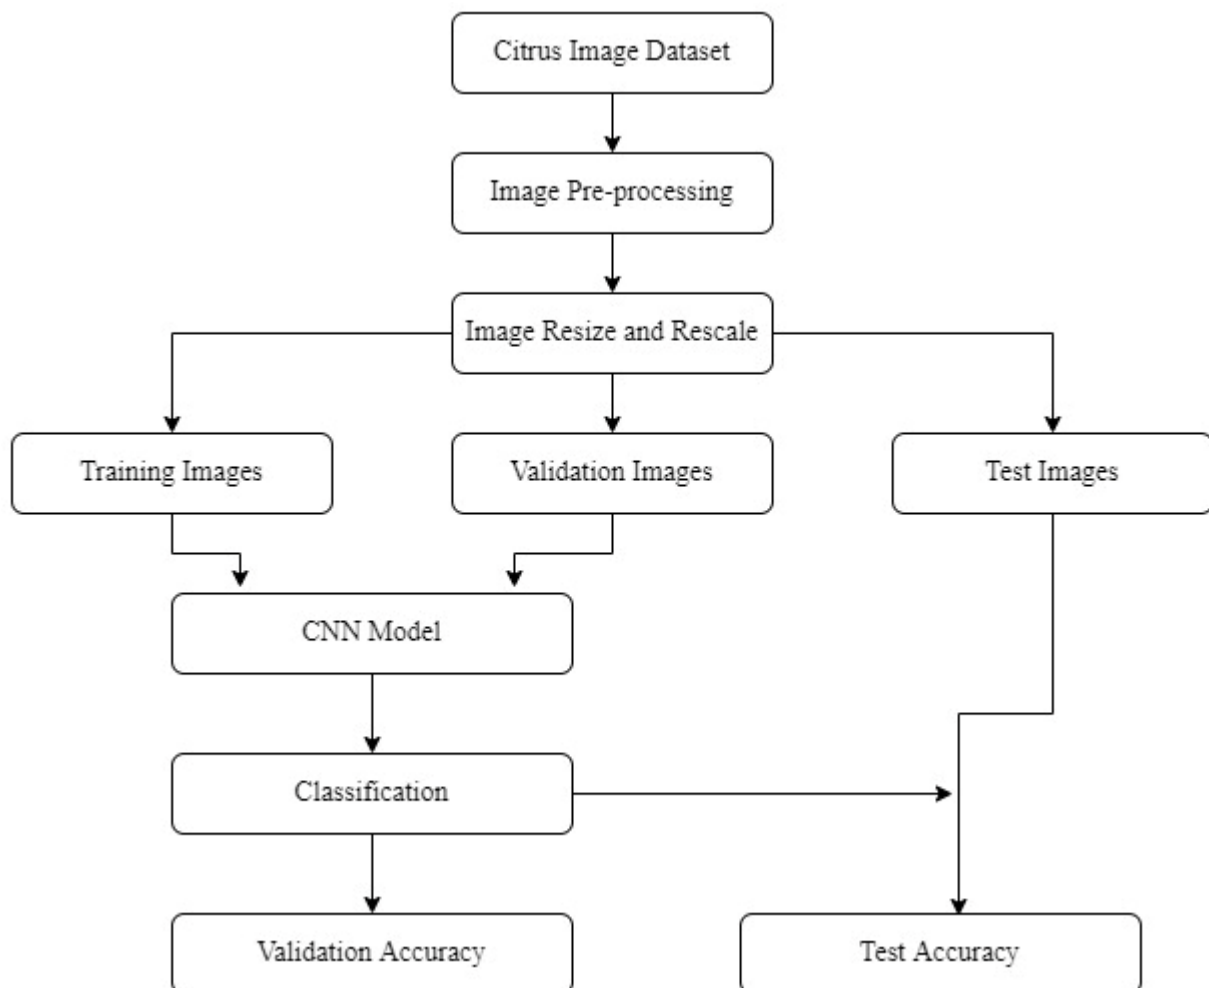 Citrus Image Dataset
Image Pre-processing
Image Resize and Rescale
Training Images
Validation Images
Test Images
CNN Model
Classification
Validation Accuracy
Test Accuracy